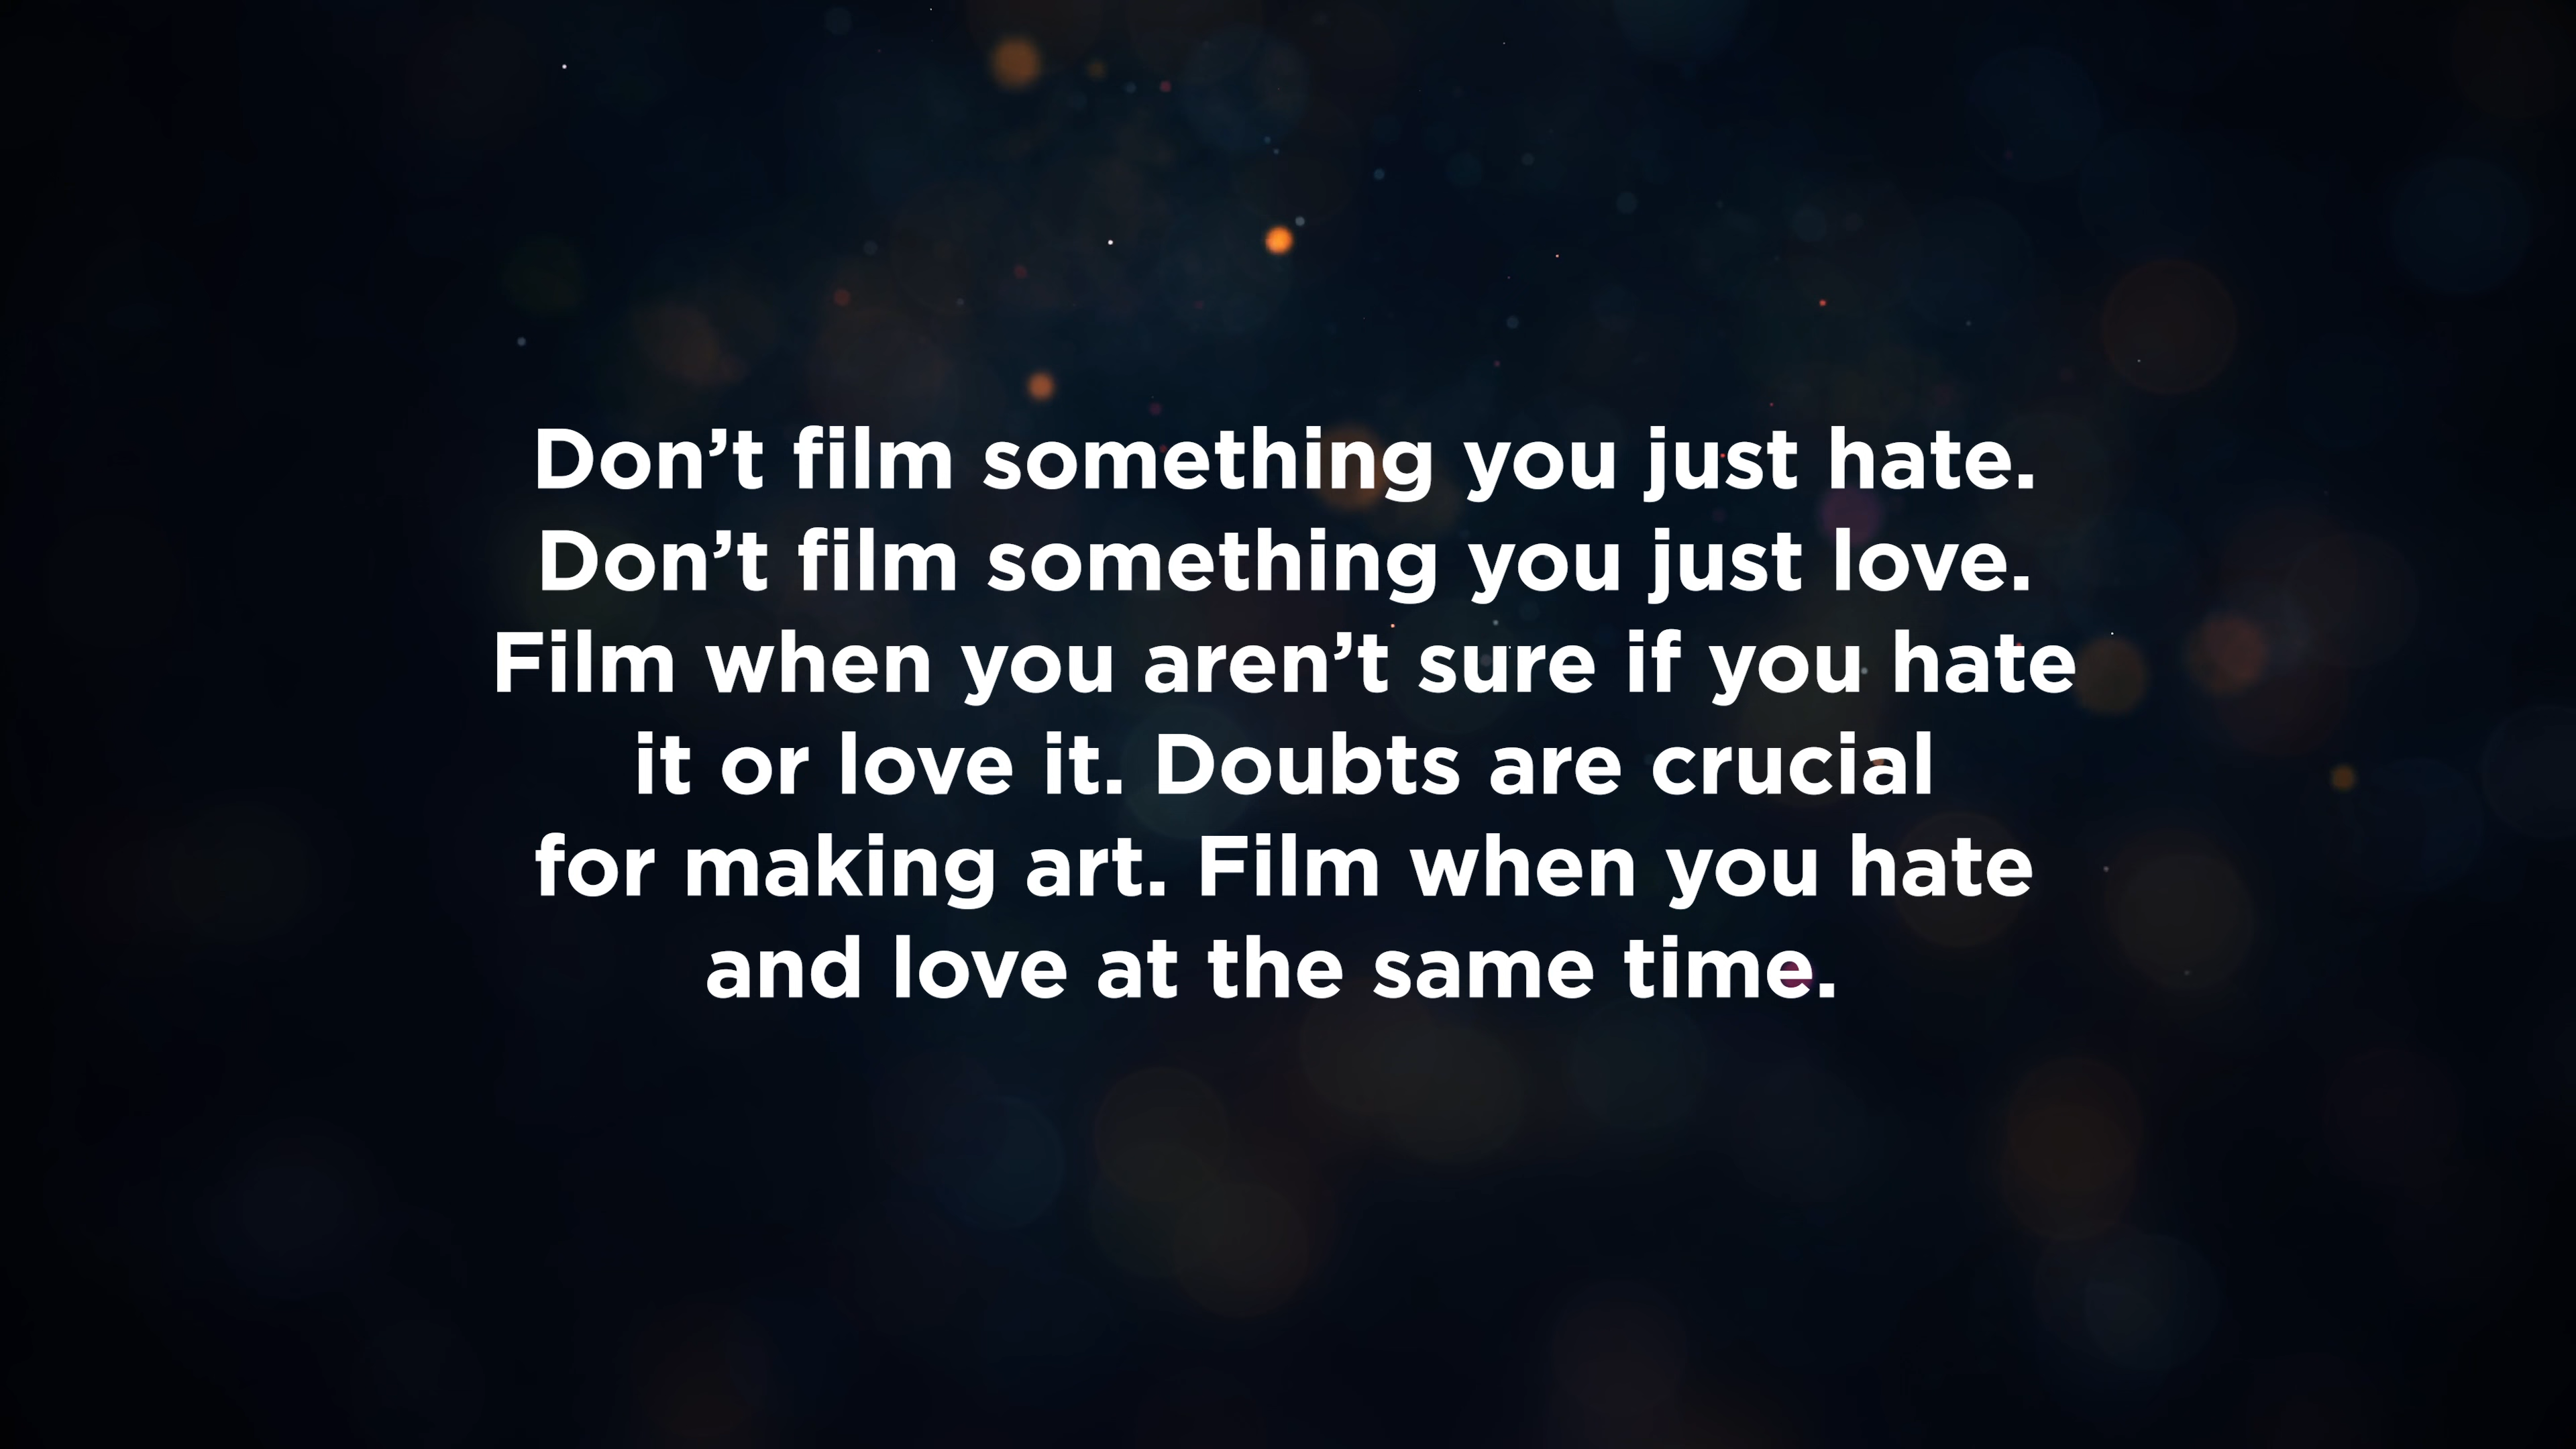 Don’t film something you just hate.
Don’t film something you just love.
Film when you aren’t sure if you hate
it or love it. Doubts are crucial
for making art. Film when you hate
and love at the same time.